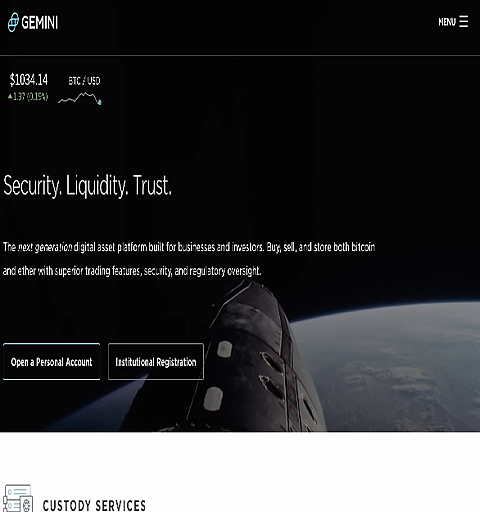 GEMINI
MENU
$1034.14 BTC / USD
1.97 (0.19%)
Security. Liquidity. Trust.
The next generation digital asset platform built for businesses and investors. Buy, sell, and store both bitcoin
and ether with superior trading features, security, and regulatory oversight.
Open a Personal Account Institutional Registration
CUSTODY SERVICES